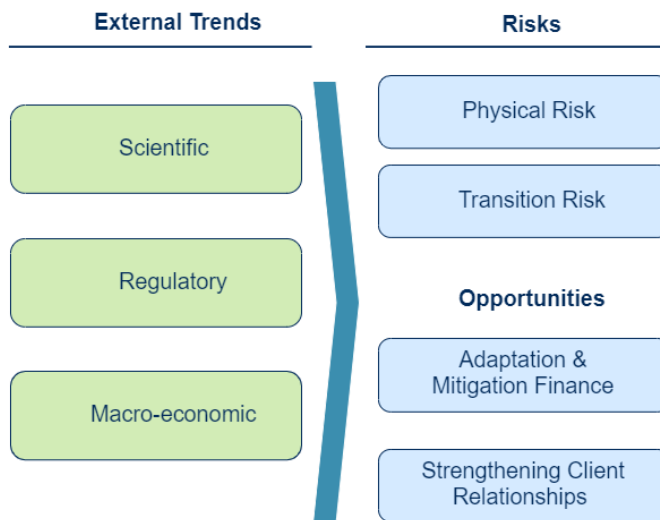 External Trends
Scientific
Regulatory
Macro-economic
Risks
Physical Risk
Transition Risk
Opportunities
Adaptation &
Mitigation Finance
Strengthening Client
Relationships